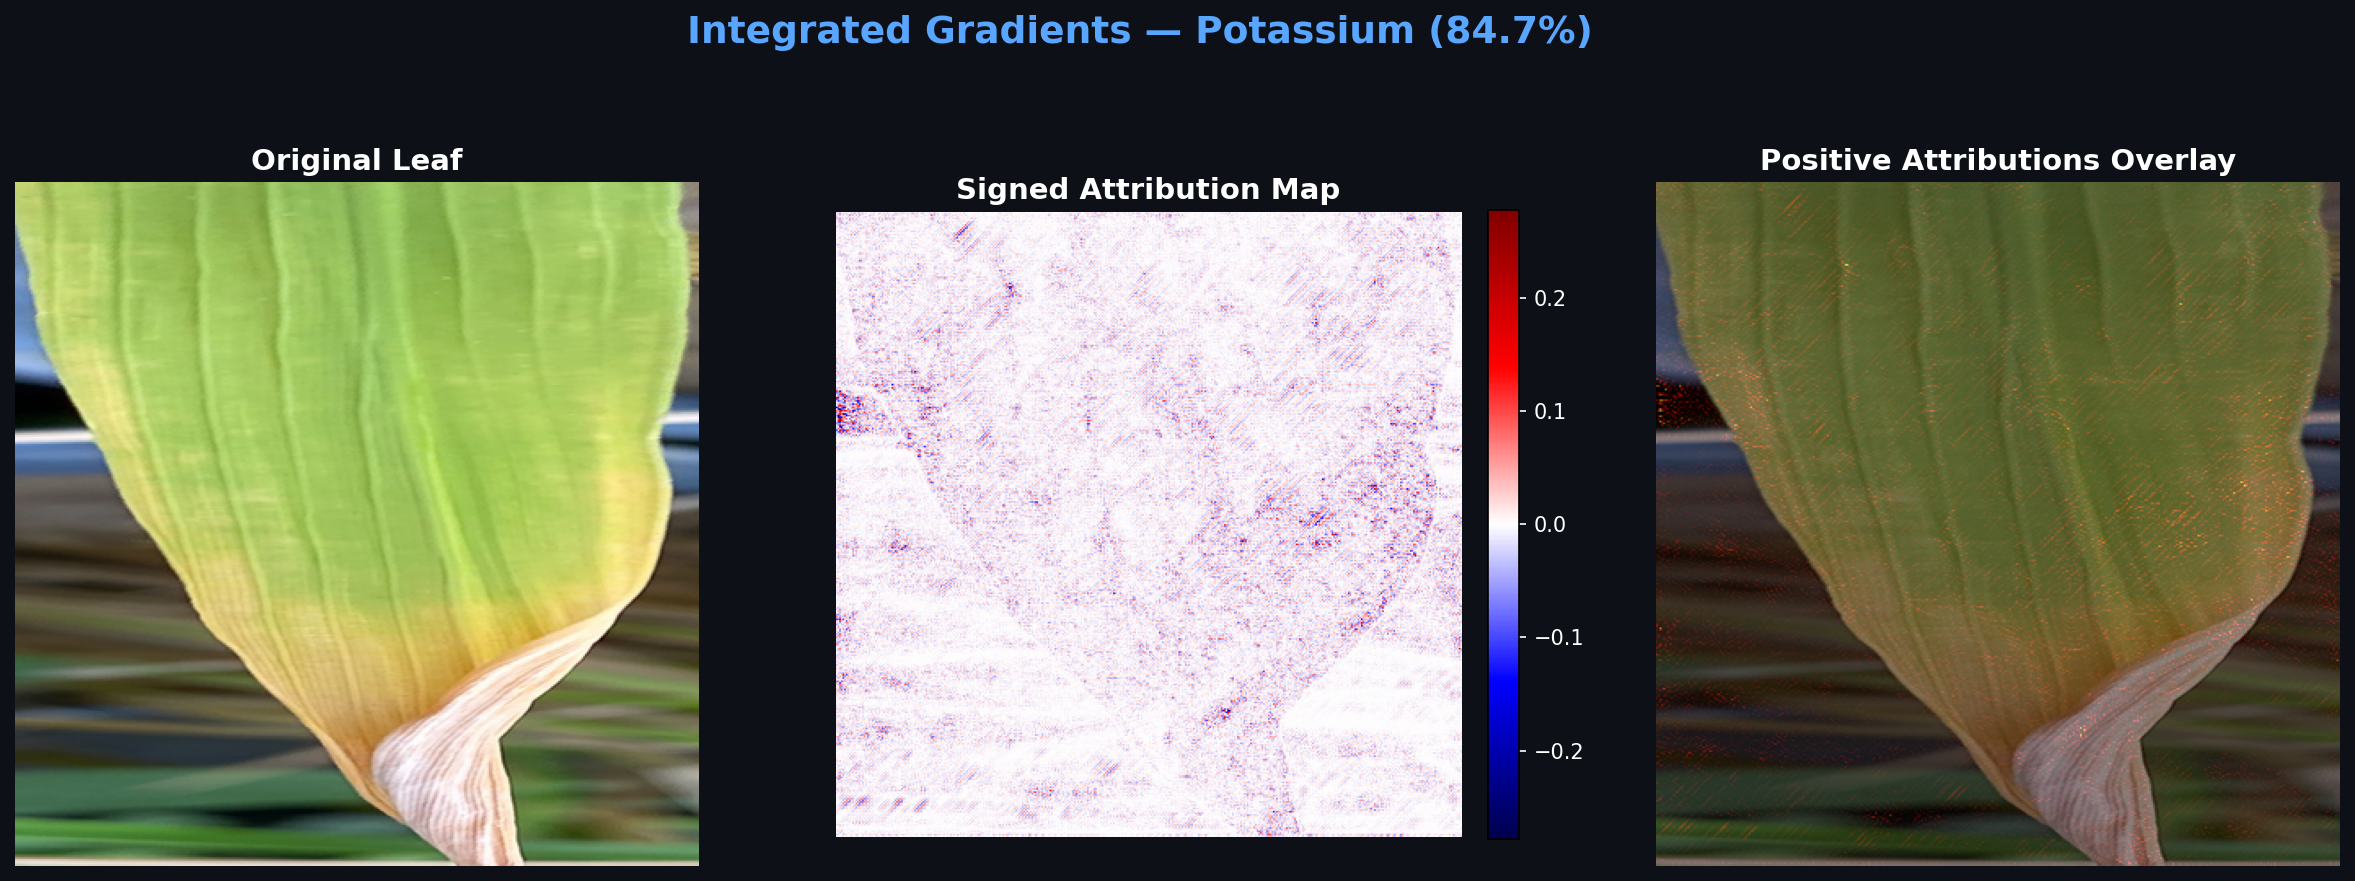 Integrated Gradients — Potassium (84.7%)
Original Leaf
Signed Attribution Map
Positive Attributions Overlay
0.2
0.1
0.0
−0.1
−0.2